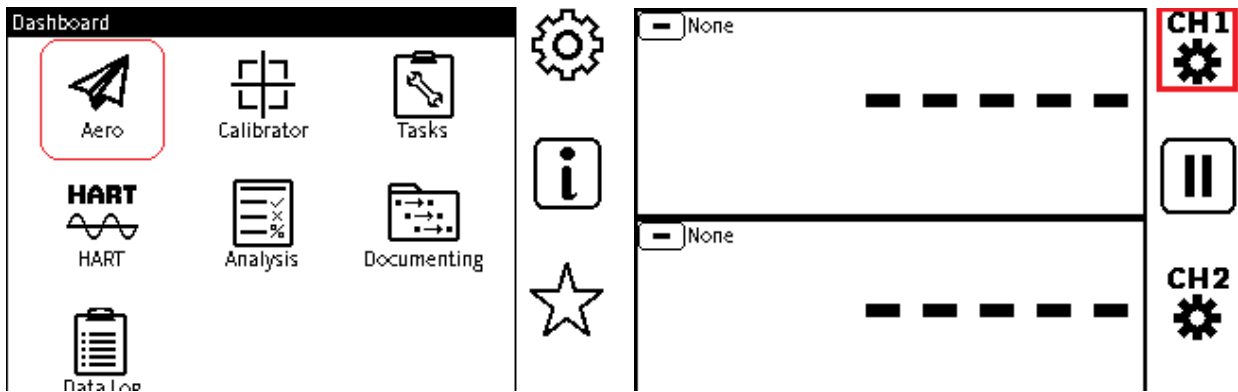 Dashboard
Aero
Calibrator
Tasks
HART
HART
Analysis
Documenting
Data Log
i
None
CH1
None
CH2